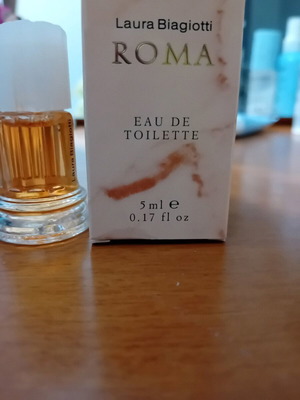 Laura Biagiotti
ROMA
EAU DE
TOILETTE
5 ml ℮
0.17 fl oz